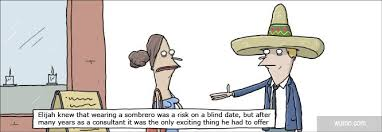 Elijah knew that wearing a sombrero was a risk on a blind date, but after
many years as a consultant it was the only exciting thing he had to offer
wumo.com